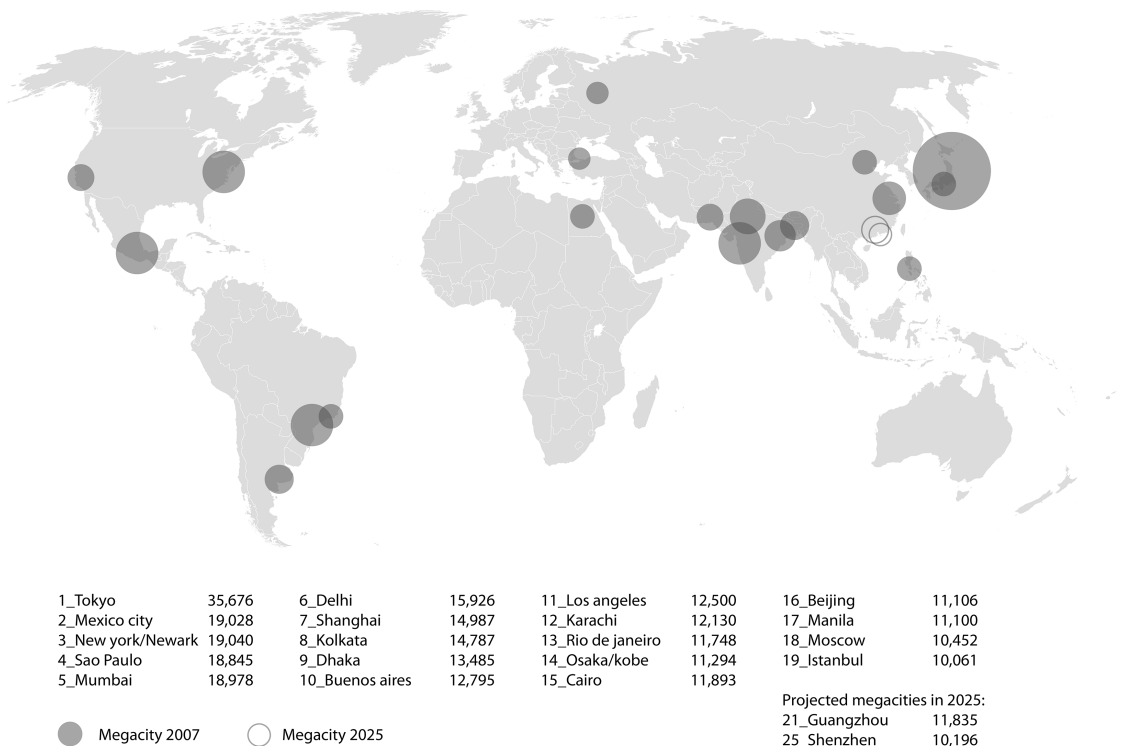 1_Tokyo 35,676
2_Mexico city 19,028
3_New york/Newark 19,040
4_Sao Paulo 18,845
5_Mumbai 18,978
6_Delhi 15,926
7_Shanghai 14,987
8_Kolkata 14,787
9_Dhaka 13,485
10_Buenos aires 12,795
11_Los angeles 12,500
12_Karachi 12,130
13_Rio de janeiro 11,748
14_Osaka/kobe 11,294
15_Cairo 11,893
16_Beijing 11,106
17_Manila 11,100
18_Moscow 10,452
19_Istanbul 10,061
Projected megacities in 2025:
21_Guangzhou 11,835
25_Shenzhen 10,196
Megacity 2007
Megacity 2025